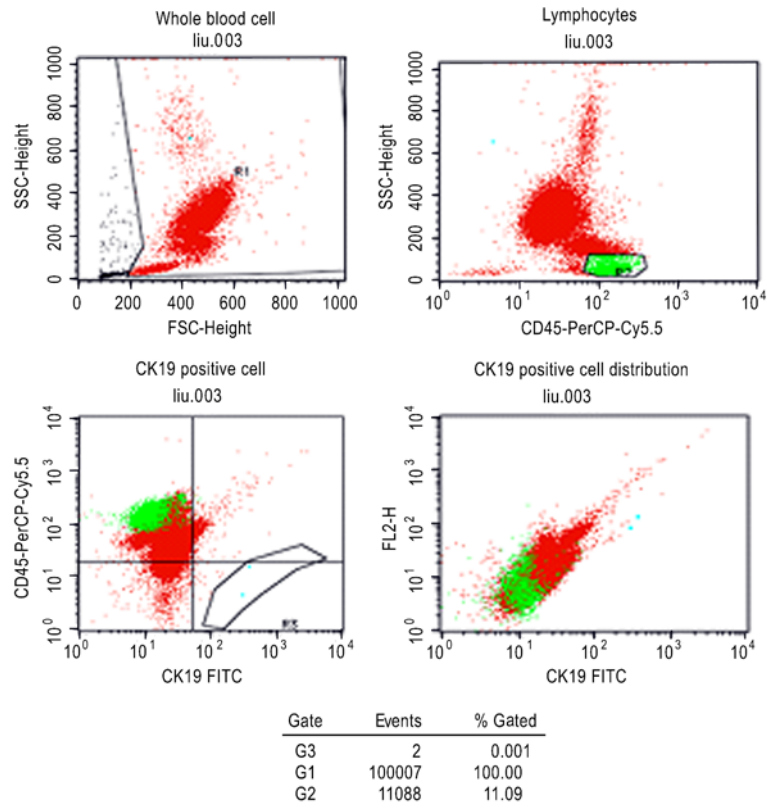 Whole blood cell
liu.003
1000
800
600
400
200
0
SSC-Height
R1
0 200 400 600 800 1000
FSC-Height
Lymphocytes
liu.003
1000
800
600
400
200
0
SSC-Height
10^0 10^1 10^2 10^3 10^4
CD45-PerCP-Cy5.5
CK19 positive cell
liu.003
10^4
10^3
10^2
10^1
10^0
CD45-PerCP-Cy5.5
R3
10^0 10^1 10^2 10^3 10^4
CK19 FITC
CK19 positive cell distribution
liu.003
10^4
10^3
10^2
10^1
10^0
FL2-H
10^0 10^1 10^2 10^3 10^4
CK19 FITC
Gate Events % Gated
G3 2 0.001
G1 100007 100.00
G2 11088 11.09